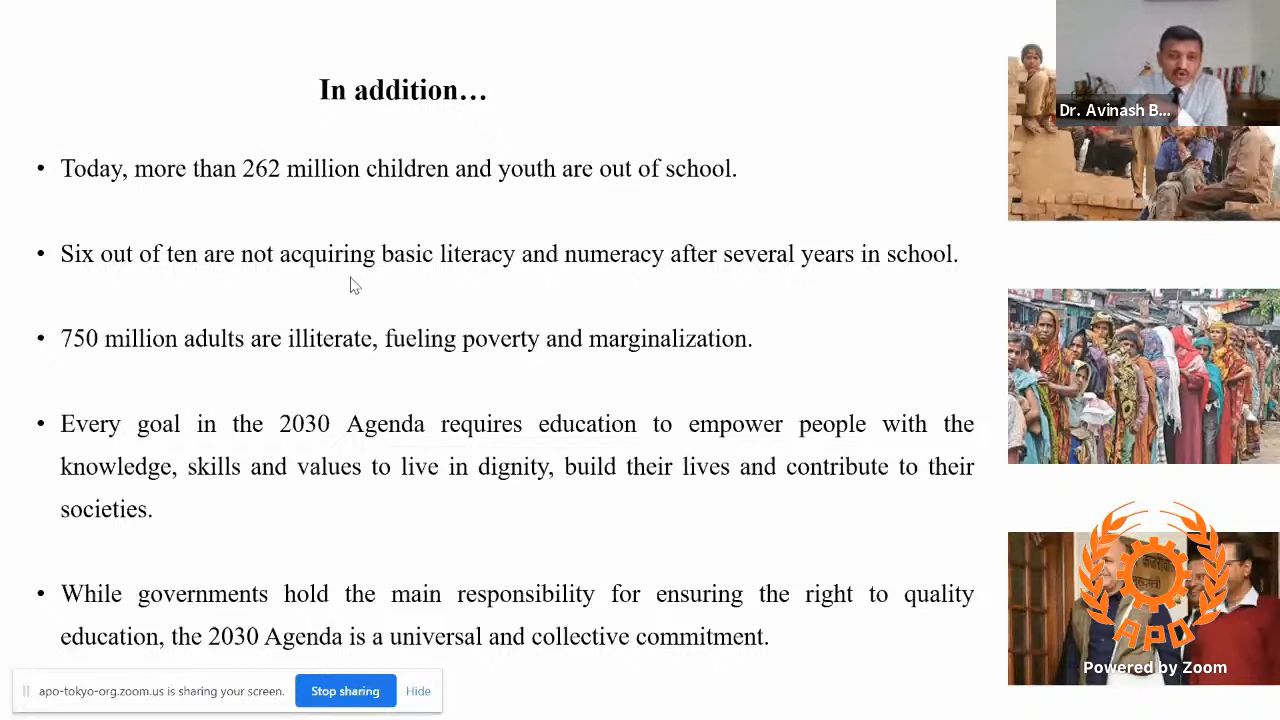 In addition…
• Today, more than 262 million children and youth are out of school.
• Six out of ten are not acquiring basic literacy and numeracy after several years in school.
• 750 million adults are illiterate, fueling poverty and marginalization.
• Every goal in the 2030 Agenda requires education to empower people with the
knowledge, skills and values to live in dignity, build their lives and contribute to their
societies.
• While governments hold the main responsibility for ensuring the right to quality
education, the 2030 Agenda is a universal and collective commitment.
apo-tokyo-org.zoom.us is sharing your screen.
Stop sharing
Hide
Dr. Avinash B...
APO
Powered by Zoom